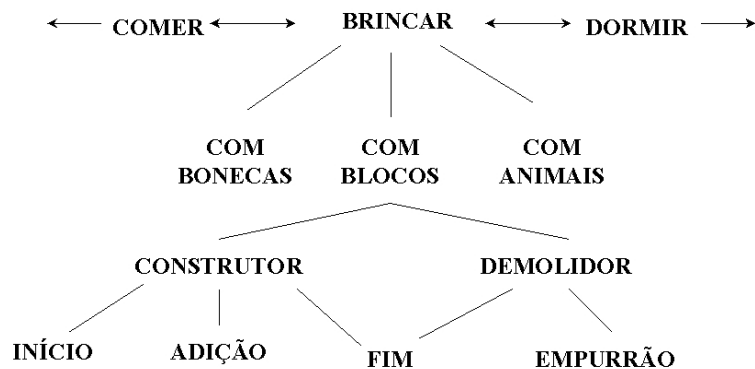 COMER BRINCAR DORMIR
COM COM COM
BONECAS BLOCOS ANIMAIS
CONSTRUTOR DEMOLIDOR
INÍCIO ADIÇÃO FIM EMPURRÃO